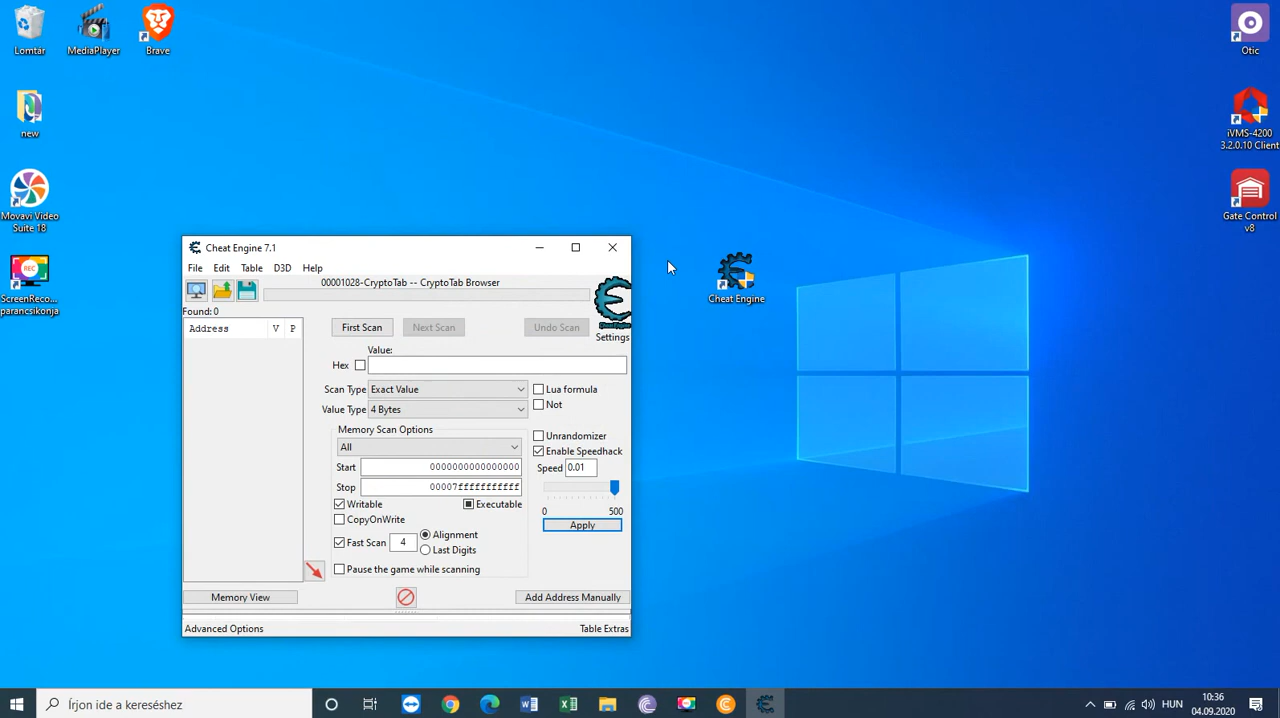 Lomtár
MediaPlayer
Brave
new
Movavi Video
Suite 18
ScreenReco...
parancsikonja
Otic
iVMS-4200
3.2.0.10 Client
Gate Control
v8
Cheat Engine
Cheat Engine 7.1
File Edit Table D3D Help
00001028-CryptoTab -- CryptoTab Browser
Found: 0
Settings
Address V P
First Scan Next Scan Undo Scan
Value:
Hex
Scan Type Exact Value Lua formula
Not
Value Type 4 Bytes
Memory Scan Options
All
Unrandomizer
Enable Speedhack
Start 0000000000000000
Speed 0.01
Stop 00007fffffffffff
Writable Executable
0 500
CopyOnWrite
Apply
Fast Scan 4 Alignment
Last Digits
Pause the game while scanning
Memory View Add Address Manually
Advanced Options Table Extras
REC
Írjon ide a kereséshez
HUN
10:36
04.09.2020